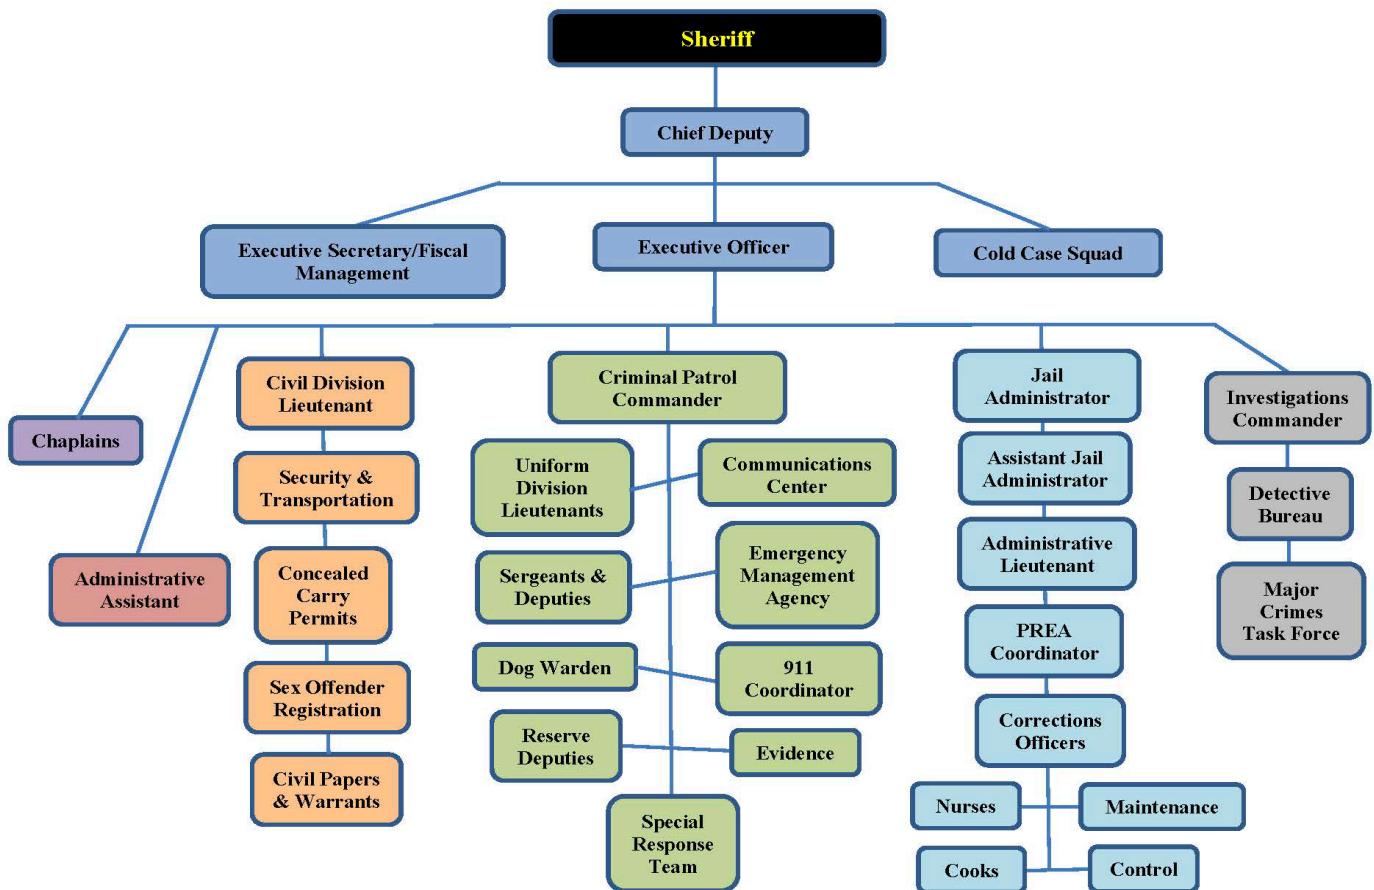 Sheriff
Chief Deputy
Executive Secretary/Fiscal
Management
Executive Officer
Cold Case Squad
Chaplains
Administrative
Assistant
Civil Division
Lieutenant
Security &
Transportation
Concealed
Carry
Permits
Sex Offender
Registration
Civil Papers
& Warrants
Criminal Patrol
Commander
Uniform
Division
Lieutenants
Communications
Center
Sergeants &
Deputies
Emergency
Management
Agency
Dog Warden
911
Coordinator
Reserve
Deputies
Evidence
Special
Response
Team
Jail
Administrator
Assistant Jail
Administrator
Administrative
Lieutenant
PREA
Coordinator
Corrections
Officers
Nurses
Maintenance
Cooks
Control
Investigations
Commander
Detective
Bureau
Major
Crimes
Task Force